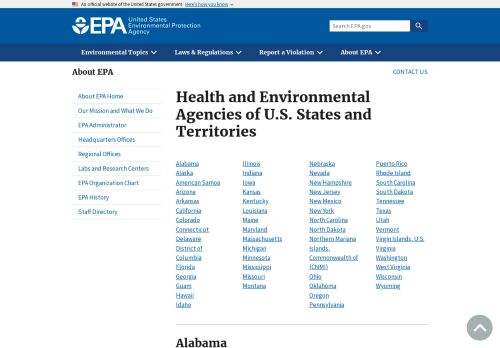 An official website of the United States government Here's how you know
EPA
United States
Environmental Protection
Agency
Search EPA.gov
Environmental Topics
Laws & Regulations
Report a Violation
About EPA
About EPA
CONTACT US
About EPA Home
Our Mission and What We Do
EPA Administrator
Headquarters Offices
Regional Offices
Labs and Research Centers
EPA Organization Chart
EPA History
Staff Directory
Health and Environmental
Agencies of U.S. States and
Territories
Alabama
Alaska
American Samoa
Arizona
Arkansas
California
Colorado
Connecticut
Delaware
District of
Columbia
Florida
Georgia
Guam
Hawaii
Idaho
Illinois
Indiana
Iowa
Kansas
Kentucky
Louisiana
Maine
Maryland
Massachusetts
Michigan
Minnesota
Mississippi
Missouri
Montana
Nebraska
Nevada
New Hampshire
New Jersey
New Mexico
New York
North Carolina
North Dakota
Northern Mariana
Islands,
Commonwealth of
(CNMI)
Ohio
Oklahoma
Oregon
Pennsylvania
Puerto Rico
Rhode Island
South Carolina
South Dakota
Tennessee
Texas
Utah
Vermont
Virgin Islands, U.S.
Virginia
Washington
West Virginia
Wisconsin
Wyoming
Alabama